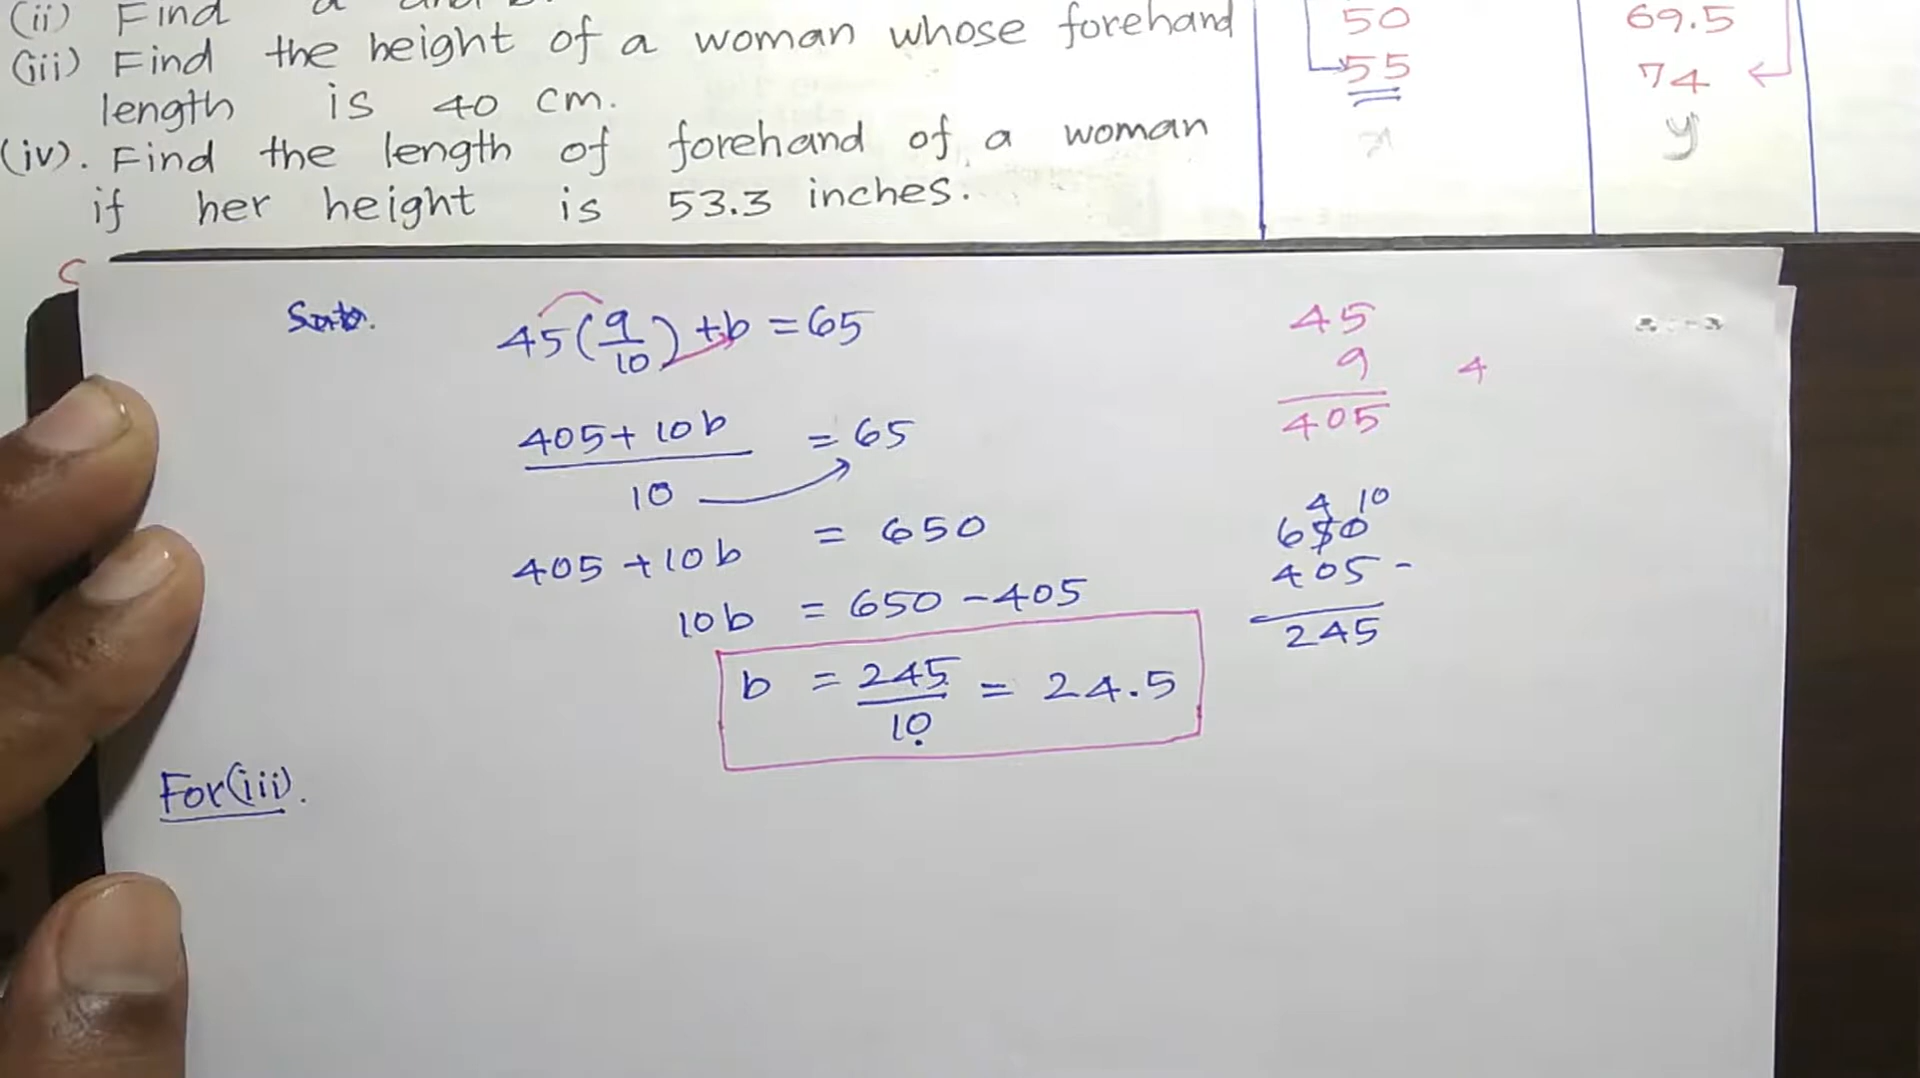 (ii) Find a and b.
(iii) Find the height of a woman whose forehand
length is 40 cm.
(iv). Find the length of forehand of a woman
if her height is 53.3 inches.
50 69.5
55 74
x y
45(9/10) +b = 65
405 + 10b / 10 = 65
405 + 10b = 650
10b = 650 - 405
b = 245/10 = 24.5
For (iii).
45
9 4
405
4 10
650
405 -
245